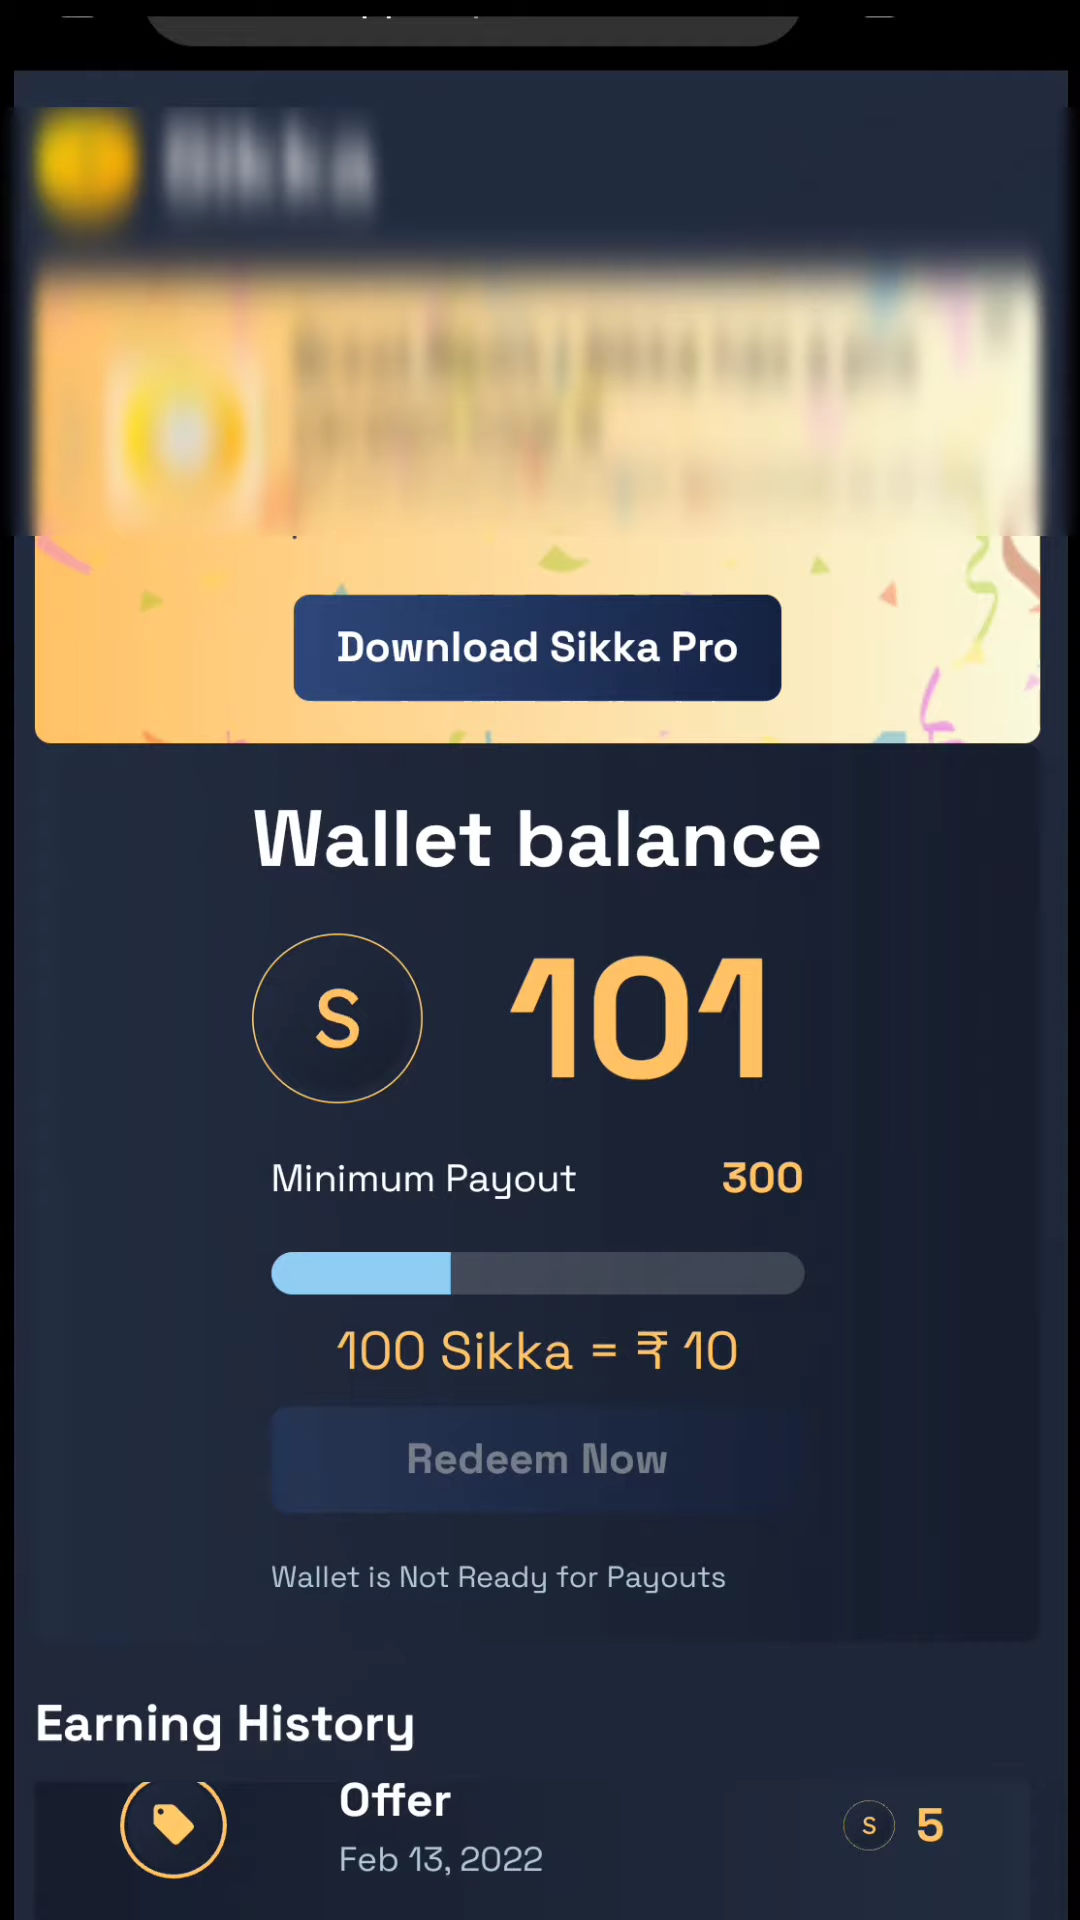 Sikka
Download Sikka Pro
Wallet balance
S
101
Minimum Payout
300
100 Sikka = ₹ 10
Redeem Now
Wallet is Not Ready for Payouts
Earning History
Offer
S 5
Feb 13, 2022